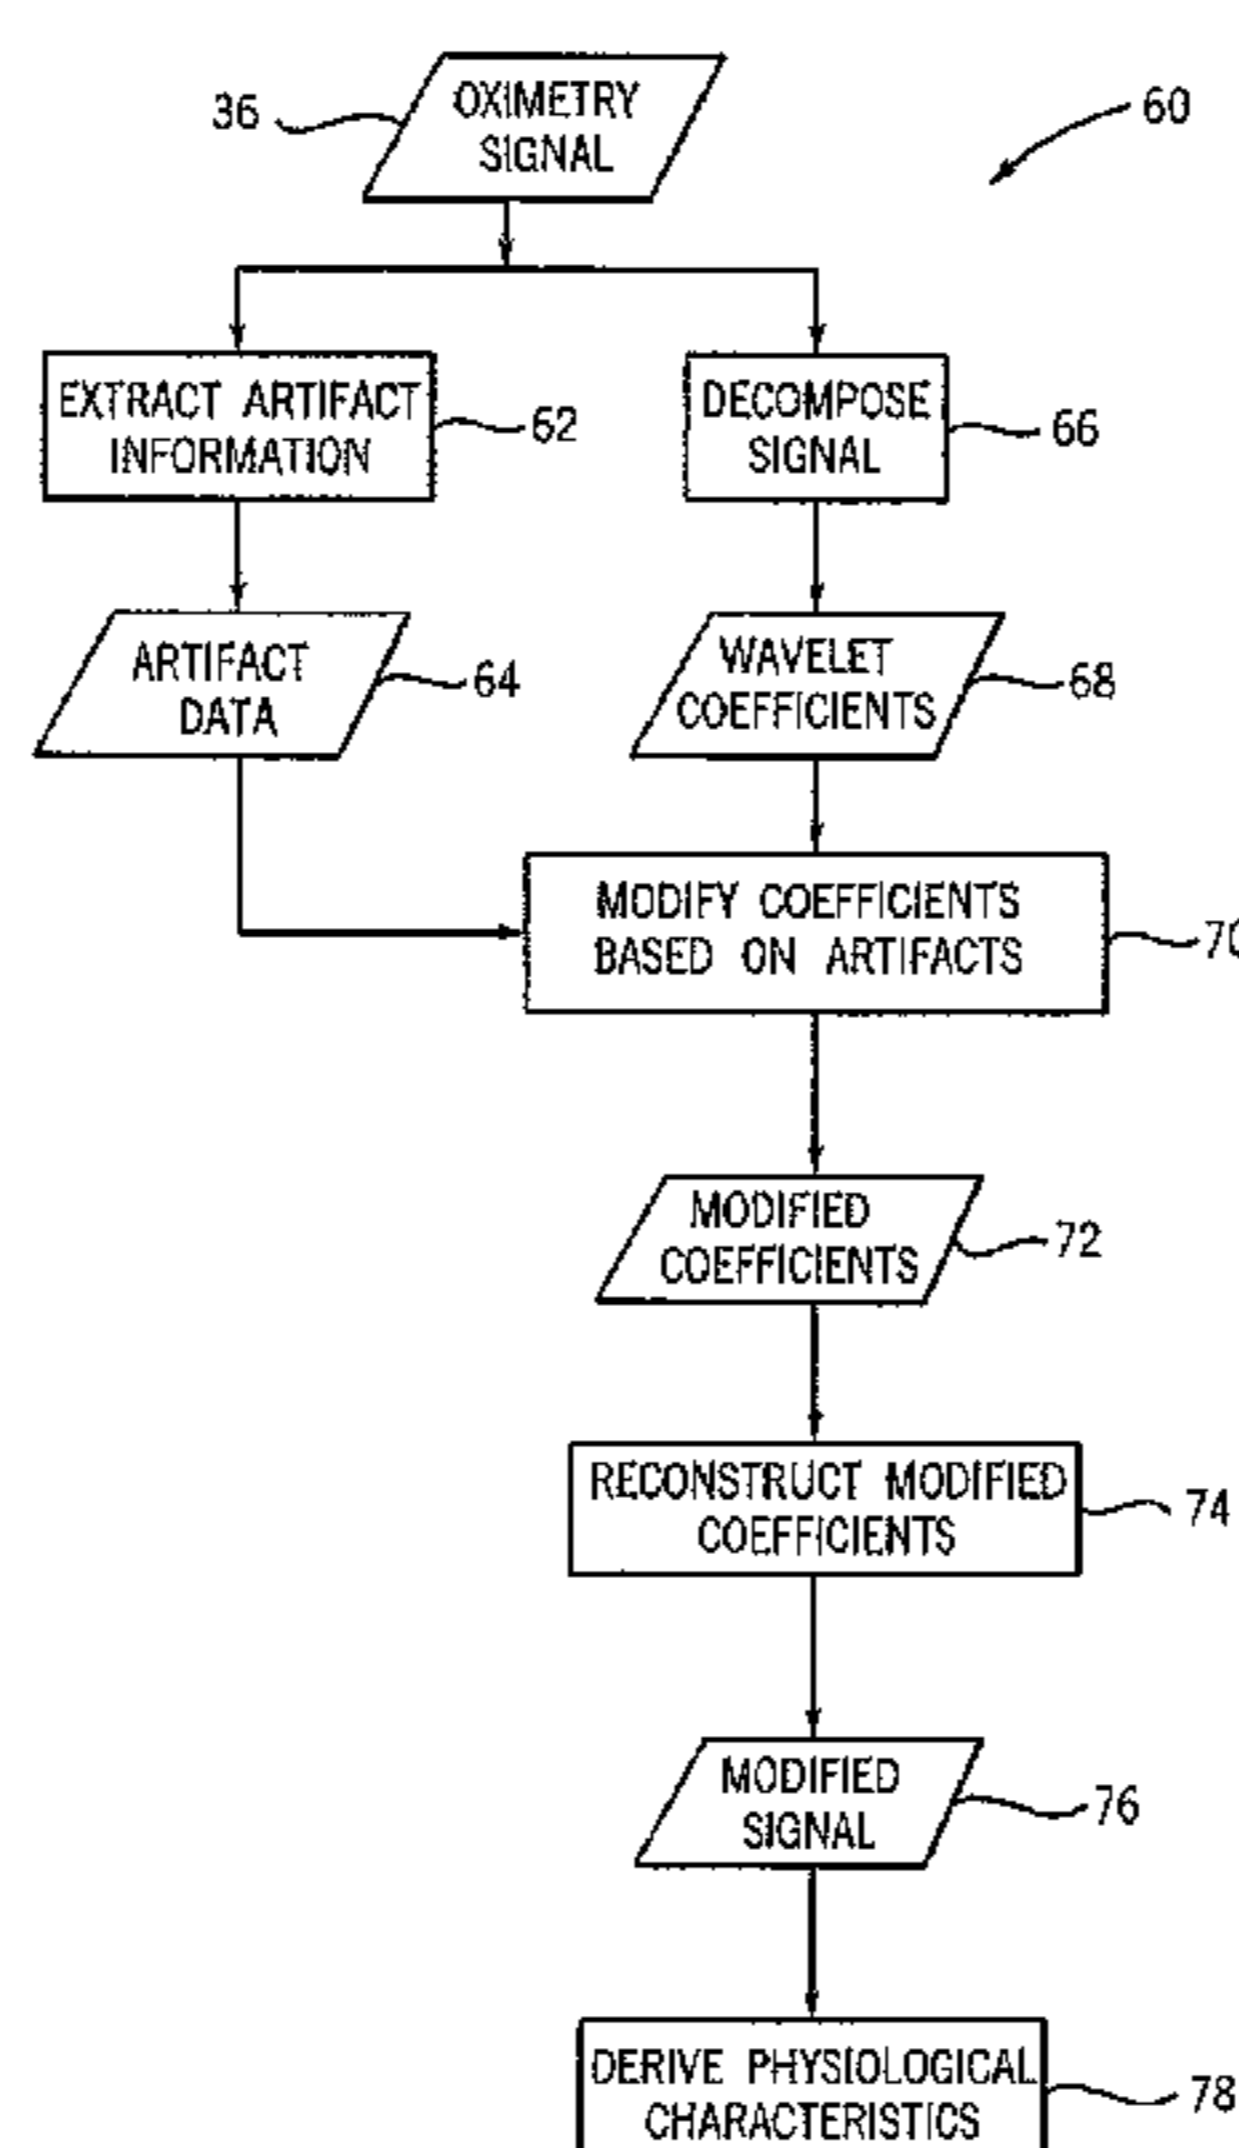 OXIMETRY
SIGNAL
36
60
EXTRACT ARTIFACT
INFORMATION
62
DECOMPOSE
SIGNAL
66
ARTIFACT
DATA
64
WAVELET
COEFFICIENTS
68
MODIFY COEFFICIENTS
BASED ON ARTIFACTS
70
MODIFIED
COEFFICIENTS
72
RECONSTRUCT MODIFIED
COEFFICIENTS
74
MODIFIED
SIGNAL
76
DERIVE PHYSIOLOGICAL
CHARACTERISTICS
78